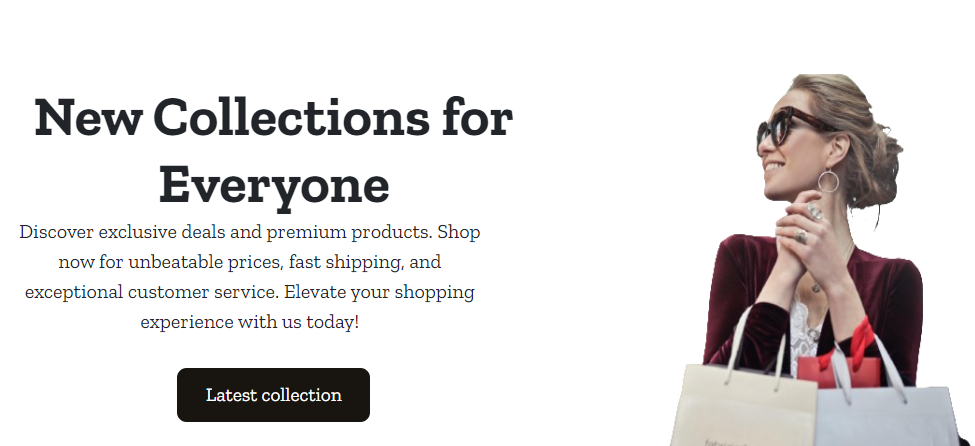 New Collections for
Everyone
Discover exclusive deals and premium products. Shop
now for unbeatable prices, fast shipping, and
exceptional customer service. Elevate your shopping
experience with us today!
Latest collection